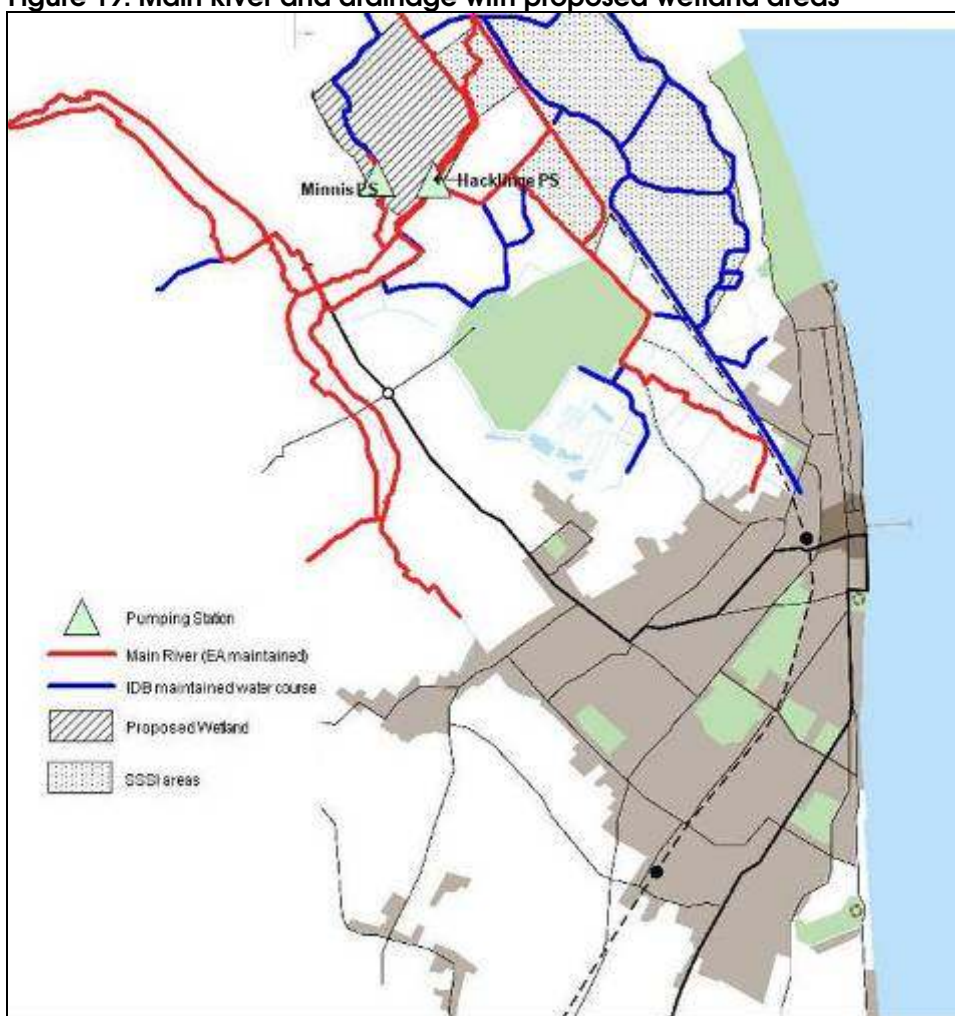 Figure 19: Main River and drainage with proposed wetland areas
Minnis PS
Hacklinge PS
Pumping Station
Main River (EA maintained)
IDB maintained water course
Proposed Wetland
SSSI areas